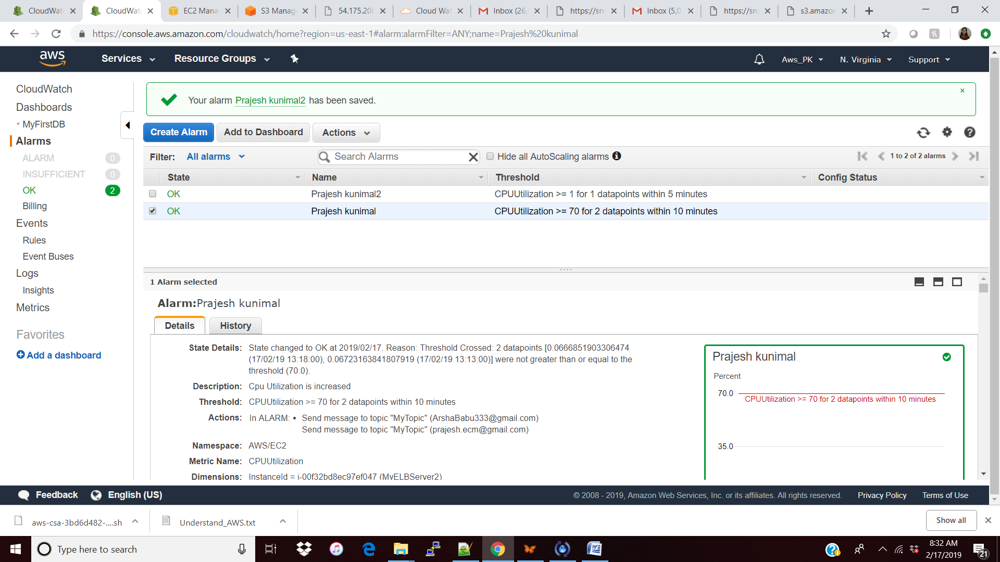 CloudWat
CloudWat
EC2 Mana
S3 Manag
54.175.206
Cloud Wat
Inbox (26,
https://sns
Inbox (5,0
https://sns
s3.amazon
https://console.aws.amazon.com/cloudwatch/home?region=us-east-1#alarm:alarmFilter=ANY;name=Prajesh%20kunimal
aws
Services
Resource Groups
Aws_PK
N. Virginia
Support
CloudWatch
Dashboards
* MyFirstDB
Alarms
ALARM 0
INSUFFICIENT 0
OK 2
Billing
Events
Rules
Event Buses
Logs
Insights
Metrics
Favorites
Add a dashboard
Your alarm Prajesh kunimal2 has been saved.
Create Alarm
Add to Dashboard
Actions
Filter: All alarms
Search Alarms
Hide all AutoScaling alarms
1 to 2 of 2 alarms
State Name Threshold Config Status
OK Prajesh kunimal2 CPUUtilization >= 1 for 1 datapoints within 5 minutes
OK Prajesh kunimal CPUUtilization >= 70 for 2 datapoints within 10 minutes
1 Alarm selected
Alarm:Prajesh kunimal
Details
History
State Details: State changed to OK at 2019/02/17. Reason: Threshold Crossed: 2 datapoints [0.0666851903306474
(17/02/19 13:18:00), 0.06723163841807919 (17/02/19 13:13:00)] were not greater than or equal to the
threshold (70.0).
Description: Cpu Utilization is increased
Threshold: CPUUtilization >= 70 for 2 datapoints within 10 minutes
Actions: In ALARM: • Send message to topic "MyTopic" (ArshaBabu333@gmail.com)
Send message to topic "MyTopic" (prajesh.ecm@gmail.com)
Namespace: AWS/EC2
Metric Name: CPUUtilization
Dimensions: InstanceId = i-00f32bd8ec97ef047 (MyELBServer2)
Prajesh kunimal
Percent
70.0
CPUUtilization >= 70 for 2 datapoints within 10 minutes
35.0
Feedback
English (US)
© 2008 - 2019, Amazon Web Services, Inc. or its affiliates. All rights reserved.
Privacy Policy
Terms of Use
aws-csa-3bd6d482-....sh
Understand_AWS.txt
Show all
Type here to search
8:32 AM
2/17/2019
21